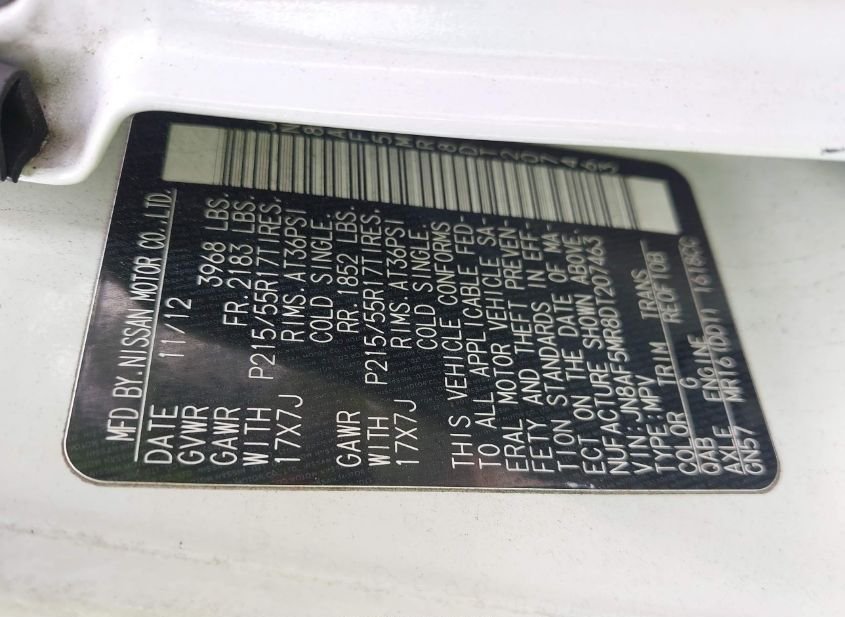 MFD BY.NISSAN MOTOR CO., LTD.
DATE 11/12
GVWR 3968 LBS.
GAWR FR.2183 LBS.
WITH P215/55R17TIRES.
17X7J RIMS.AT36PSI
COLD SINGLE.
GAWR RR.1852 LBS.
WITH P215/55R17TIRES.
17X7J RIMS.AT36PSI
COLD SINGLE.
THIS VEHICLE CONFORMS
TO ALL APPLICABLE FED-
ERAL MOTOR VEHICLE SA-
FETY AND THEFT PREVEN-
TION STANDARDS IN EFF-
ECT ON THE DATE OF MA-
NUFACTURE SHOWN ABOVE.
VIN:JN8AF5MR8DT207463
TYPE:MPV
COLOR TRIM TRANS
QAB G RE0F10B
AXLE ENGINE
GN57 MR16 1618CC
JN8AF5MR8DT207463